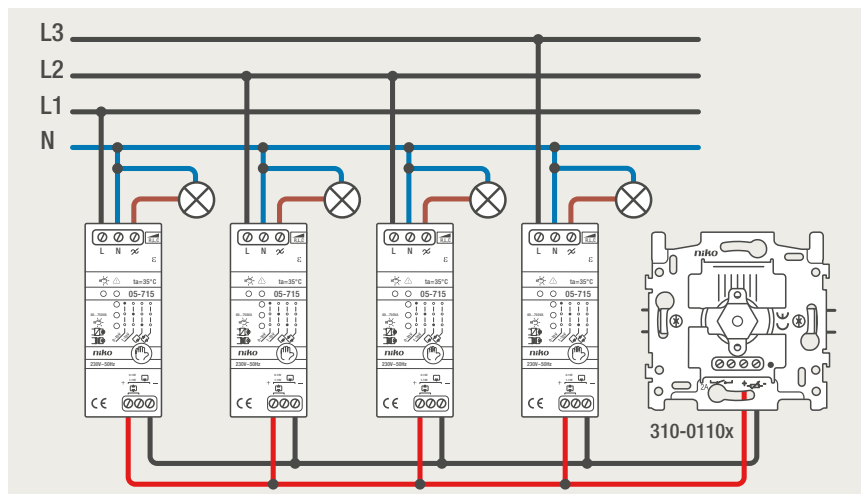 L3
L2
L1
N
L N
L N
L N
L N
R,L,C
R,L,C
R,L,C
R,L,C
ε
ε
ε
ε
ta=35°C
ta=35°C
ta=35°C
ta=35°C
05-715
05-715
05-715
05-715
niko
niko
niko
niko
230V~50Hz
230V~50Hz
230V~50Hz
230V~50Hz
+ −
+ −
+ −
+ −
CE
CE
CE
CE
niko
CE
2A
+ -
310-0110x